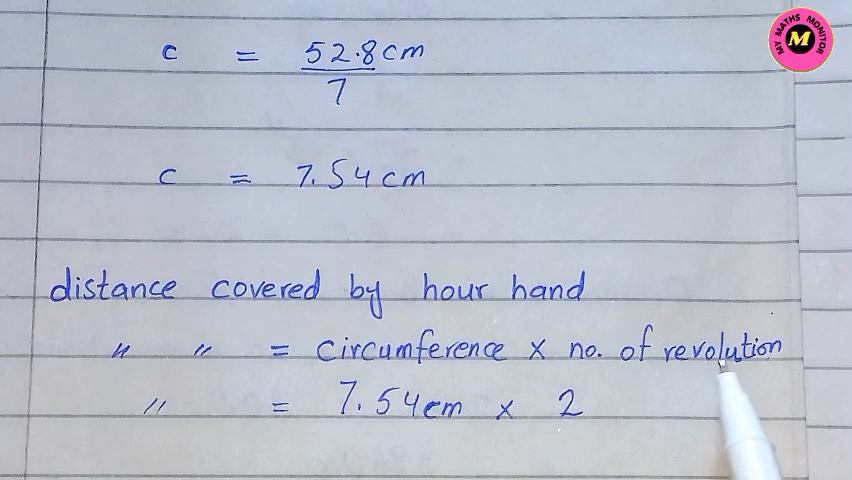 MY MATHS MONITOR
M
c = 52.8cm
7
c = 7.54cm
distance covered by hour hand
" " = circumference x no. of revolution
" = 7.54cm x 2